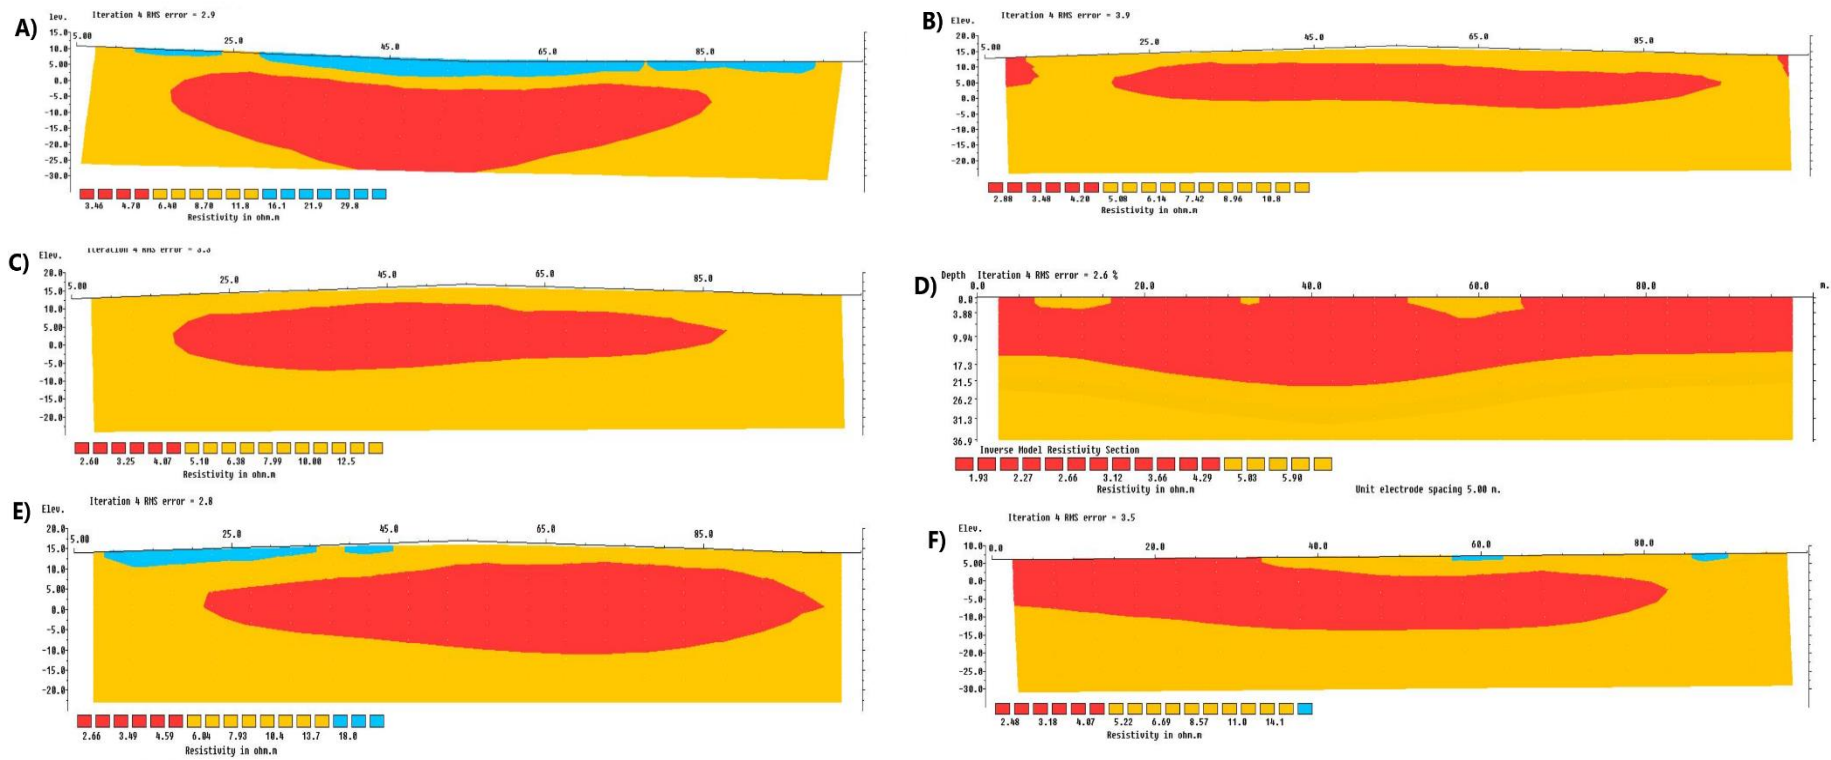 A)
lev. Iteration 4 RMS error = 2.9
15.0
10.0
5.00
0.0
-5.0
-10.0
-15.0
-20.0
-25.0
-30.0
5.00 25.0 45.0 65.0 85.0
3.46 4.70 6.40 8.70 11.8 16.1 21.9 29.8
Resistivity in ohm.m
B)
Elev. Iteration 4 RMS error = 3.9
20.0
15.0
10.0
5.00
0.0
-5.0
-10.0
-15.0
-20.0
5.00 25.0 45.0 65.0 85.0
2.88 3.48 4.20 5.08 6.14 7.42 8.96 10.8
Resistivity in ohm.m
C)
Elev. Iteration 4 RMS error = 3.3
20.0
15.0
10.0
5.00
0.0
-5.0
-10.0
-15.0
-20.0
5.00 25.0 45.0 65.0 85.0
2.60 3.25 4.07 5.10 6.38 7.99 10.00 12.5
Resistivity in ohm.m
D)
Depth Iteration 4 RMS error = 2.6 %
0.0 20.0 40.0 60.0 80.0 m.
0.0
3.88
9.94
17.3
21.5
26.2
31.3
36.9
Inverse Model Resistivity Section
1.93 2.27 2.66 3.12 3.66 4.29 5.03 5.90
Resistivity in ohm.m Unit electrode spacing 5.00 m.
E)
Elev. Iteration 4 RMS error = 2.8
20.0
15.0
10.0
5.00
0.0
-5.0
-10.0
-15.0
-20.0
5.00 25.0 45.0 65.0 85.0
2.66 3.49 4.59 6.04 7.93 10.4 13.7 18.0
Resistivity in ohm.m
F)
Elev. Iteration 4 RMS error = 3.5
10.0
5.00
0.0
-5.0
-10.0
-15.0
-20.0
-25.0
-30.0
0.0 20.0 40.0 60.0 80.0
2.48 3.18 4.07 5.22 6.69 8.57 11.0 14.1
Resistivity in ohm.m